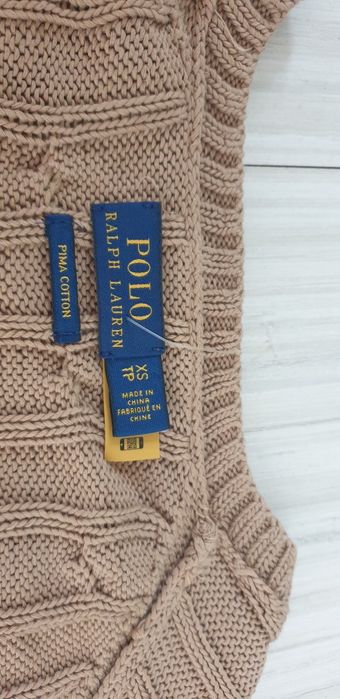 POLO
RALPH LAUREN
PIMA COTTON
XS
TP
MADE IN
CHINA
FABRIQUÉ EN
CHINE